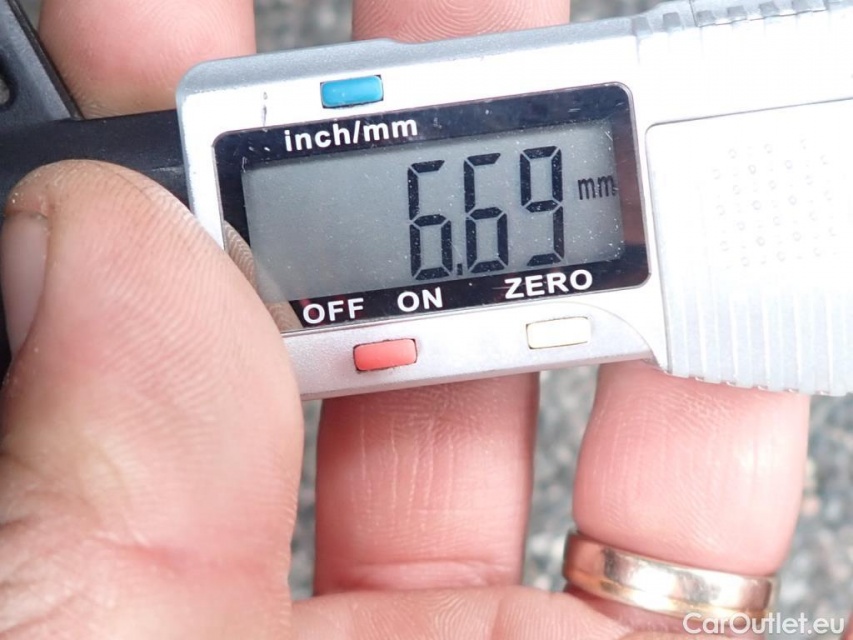 inch/mm
6.69 mm
OFF ON ZERO
CarOutlet.eu